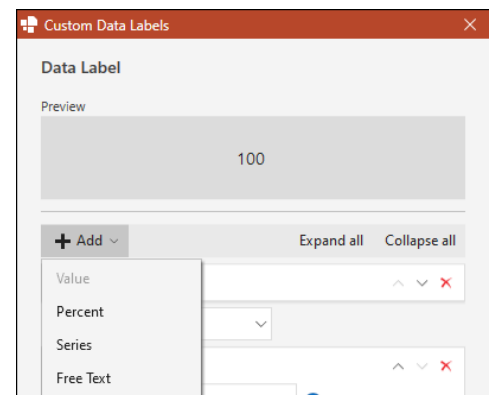 Custom Data Labels
Data Label
Preview
100
Add
Expand all
Collapse all
Value
Percent
Series
Free Text